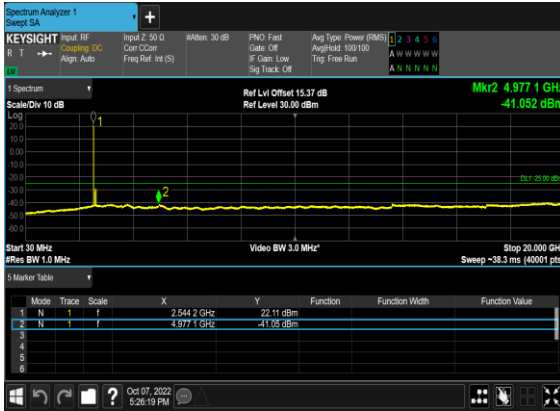 Spectrum Analyzer 1
Swept SA
+
KEYSIGHT Input: RF Input Z: 50 Ω #Atten: 30 dB PNO: Fast Avg Type: Power (RMS) 1 2 3 4 5 6
R T Coupling: DC Corr CCorr Gate: Off Avg|Hold: 100/100 A W W W W W
Align: Auto Freq Ref: Int (S) IF Gain: Low Trig: Free Run
Sig Track: Off A N N N N N
1 Spectrum Ref Lvl Offset 15.37 dB Mkr2 4.977 1 GHz
Scale/Div 10 dB Ref Level 30.00 dBm -41.052 dBm
Log
20.0 1
10.0
0.00
-10.0
-20.0 DL1 -25.00 dBm
-30.0 2
-40.0
-50.0
-60.0
Start 30 MHz Video BW 3.0 MHz* Stop 20.000 GHz
#Res BW 1.0 MHz Sweep ~38.3 ms (40001 pts)
5 Marker Table
Mode Trace Scale X Y Function Function Width Function Value
1 N 1 f 2.544 2 GHz 22.11 dBm
2 N 1 f 4.977 1 GHz -41.05 dBm
3
4
5
6
? Oct 07, 2022
5:26:19 PM